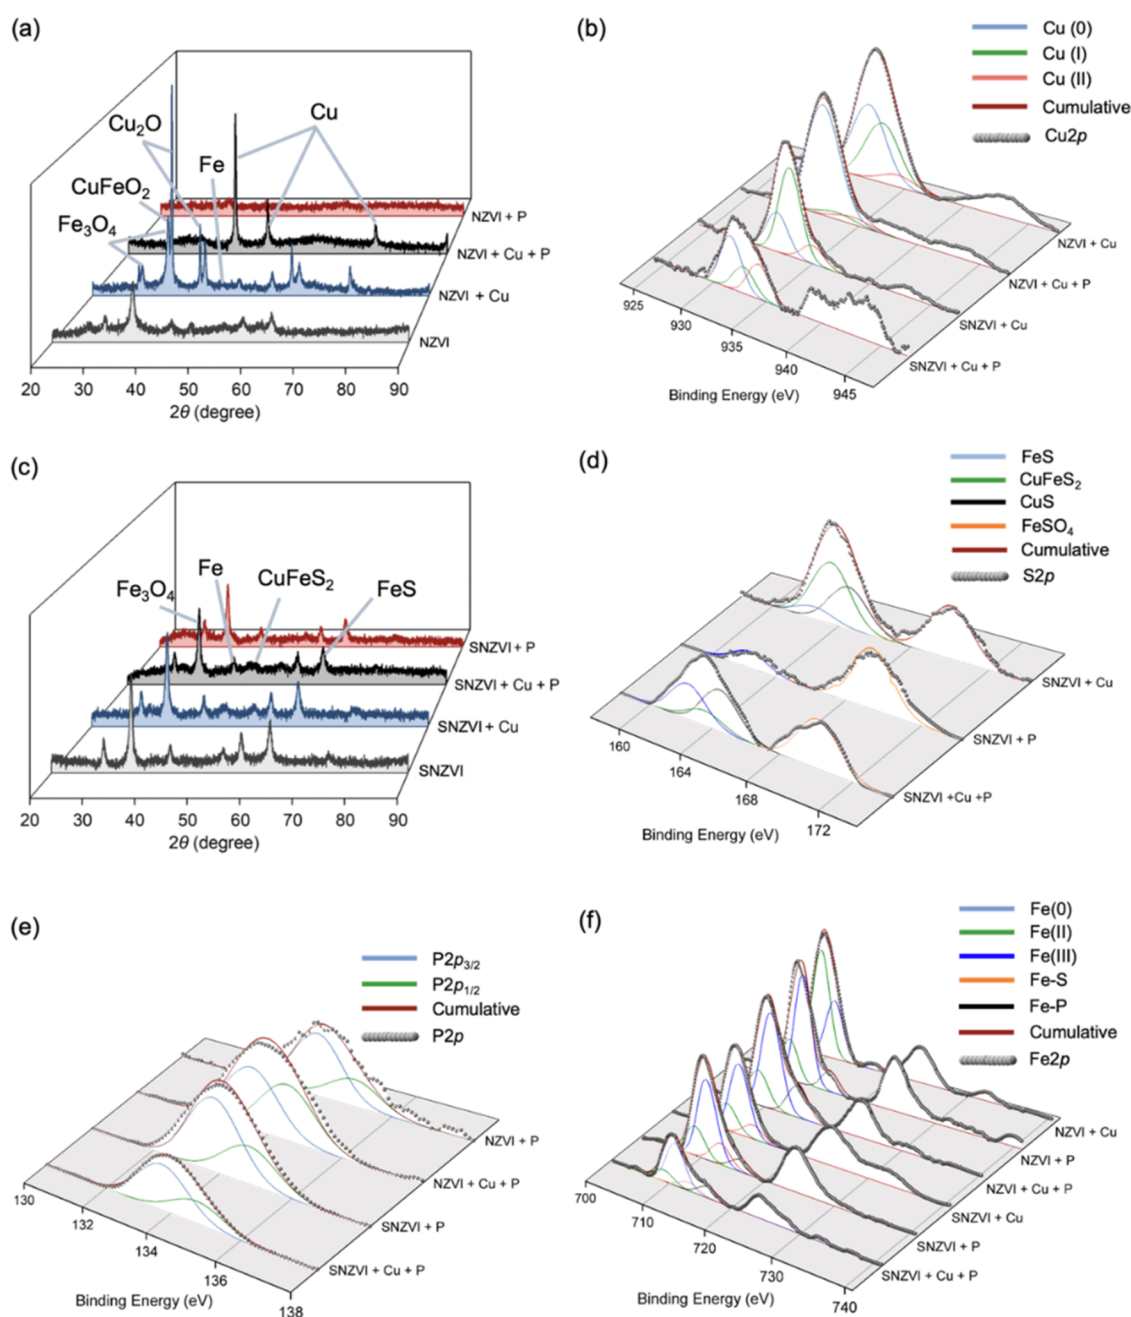 (a)
Cu₂O
Cu
Fe
CuFeO₂
Fe₃O₄
NZVI + P
NZVI + Cu + P
NZVI + Cu
NZVI
20 30 40 50 60 70 80 90
2θ (degree)
(b)
Cu (0)
Cu (I)
Cu (II)
Cumulative
Cu2p
NZVI + Cu
NZVI + Cu + P
SNZVI + Cu
SNZVI + Cu + P
925
930
935
940
945
Binding Energy (eV)
(c)
Fe₃O₄
Fe
CuFeS₂
FeS
SNZVI + P
SNZVI + Cu + P
SNZVI + Cu
SNZVI
20 30 40 50 60 70 80 90
2θ (degree)
(d)
FeS
CuFeS₂
CuS
FeSO₄
Cumulative
S2p
SNZVI + Cu
SNZVI + P
SNZVI +Cu +P
160
164
168
172
Binding Energy (eV)
(e)
P2p₃/₂
P2p₁/₂
Cumulative
P2p
NZVI + P
NZVI + Cu + P
SNZVI + P
SNZVI + Cu + P
130
132
134
136
138
Binding Energy (eV)
(f)
Fe(0)
Fe(II)
Fe(III)
Fe-S
Fe-P
Cumulative
Fe2p
NZVI + Cu
NZVI + P
NZVI + Cu + P
SNZVI + Cu
SNZVI + P
SNZVI + Cu + P
700
710
720
730
740
Binding Energy (eV)